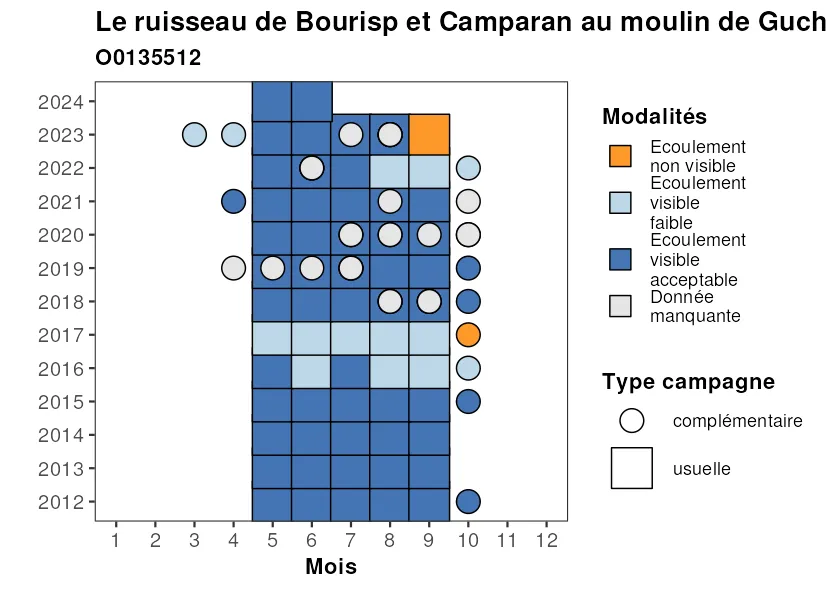 Le ruisseau de Bourisp et Camparan au moulin de Guch
O0135512
2024
2023
2022
2021
2020
2019
2018
2017
2016
2015
2014
2013
2012
1 2 3 4 5 6 7 8 9 10 11 12
Mois
Modalités
Ecoulement
non visible
Ecoulement
visible
faible
Ecoulement
visible
acceptable
Donnée
manquante
Type campagne
complémentaire
usuelle